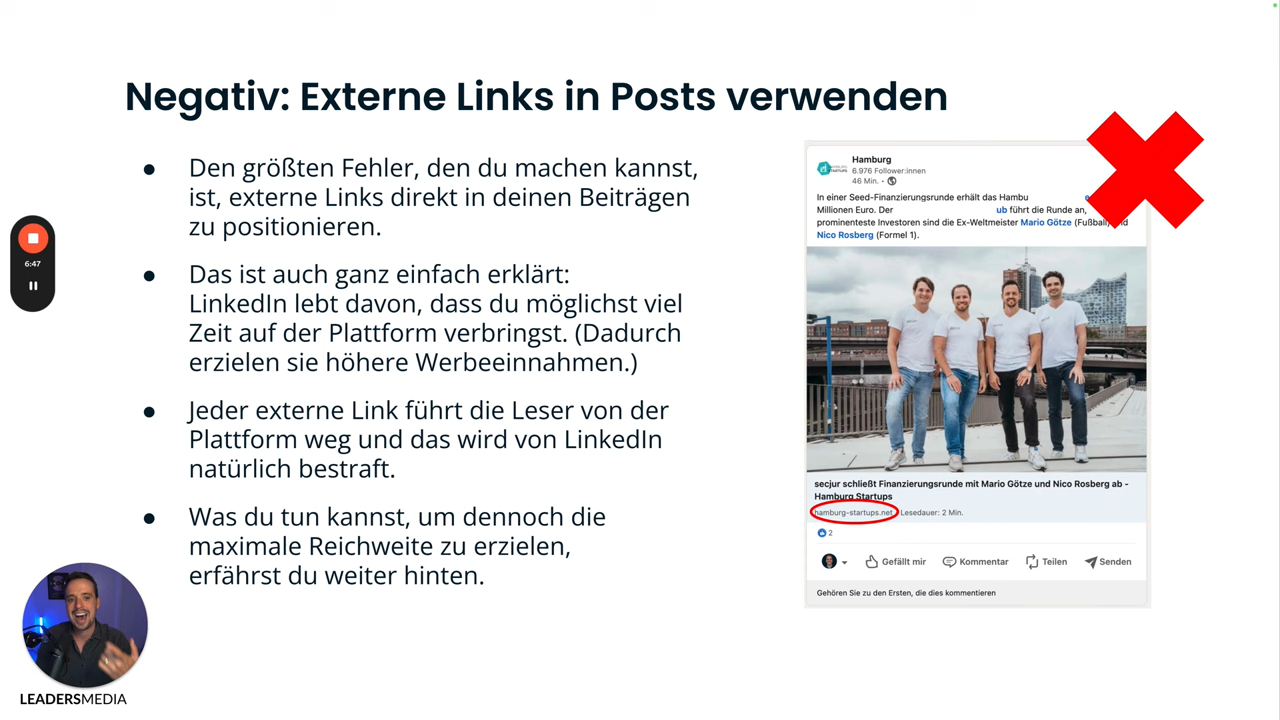 Negativ: Externe Links in Posts verwenden
● Den größten Fehler, den du machen kannst,
ist, externe Links direkt in deinen Beiträgen
zu positionieren.
● Das ist auch ganz einfach erklärt:
LinkedIn lebt davon, dass du möglichst viel
Zeit auf der Plattform verbringst. (Dadurch
erzielen sie höhere Werbeeinnahmen.)
● Jeder externe Link führt die Leser von der
Plattform weg und das wird von LinkedIn
natürlich bestraft.
● Was du tun kannst, um dennoch die
maximale Reichweite zu erzielen,
erfährst du weiter hinten.
6:47
LEADERSMEDIA
Hamburg
6.976 Follower:innen
46 Min. •
In einer Seed-Finanzierungsrunde erhält das Hambu
Millionen Euro. Der ub führt die Runde an,
prominenteste Investoren sind die Ex-Weltmeister Mario Götze (Fußball) und
Nico Rosberg (Formel 1).
secjur schließt Finanzierungsrunde mit Mario Götze und Nico Rosberg ab -
Hamburg Startups
hamburg-startups.net • Lesedauer: 2 Min.
2
Gefällt mir Kommentar Teilen Senden
Gehören Sie zu den Ersten, die dies kommentieren